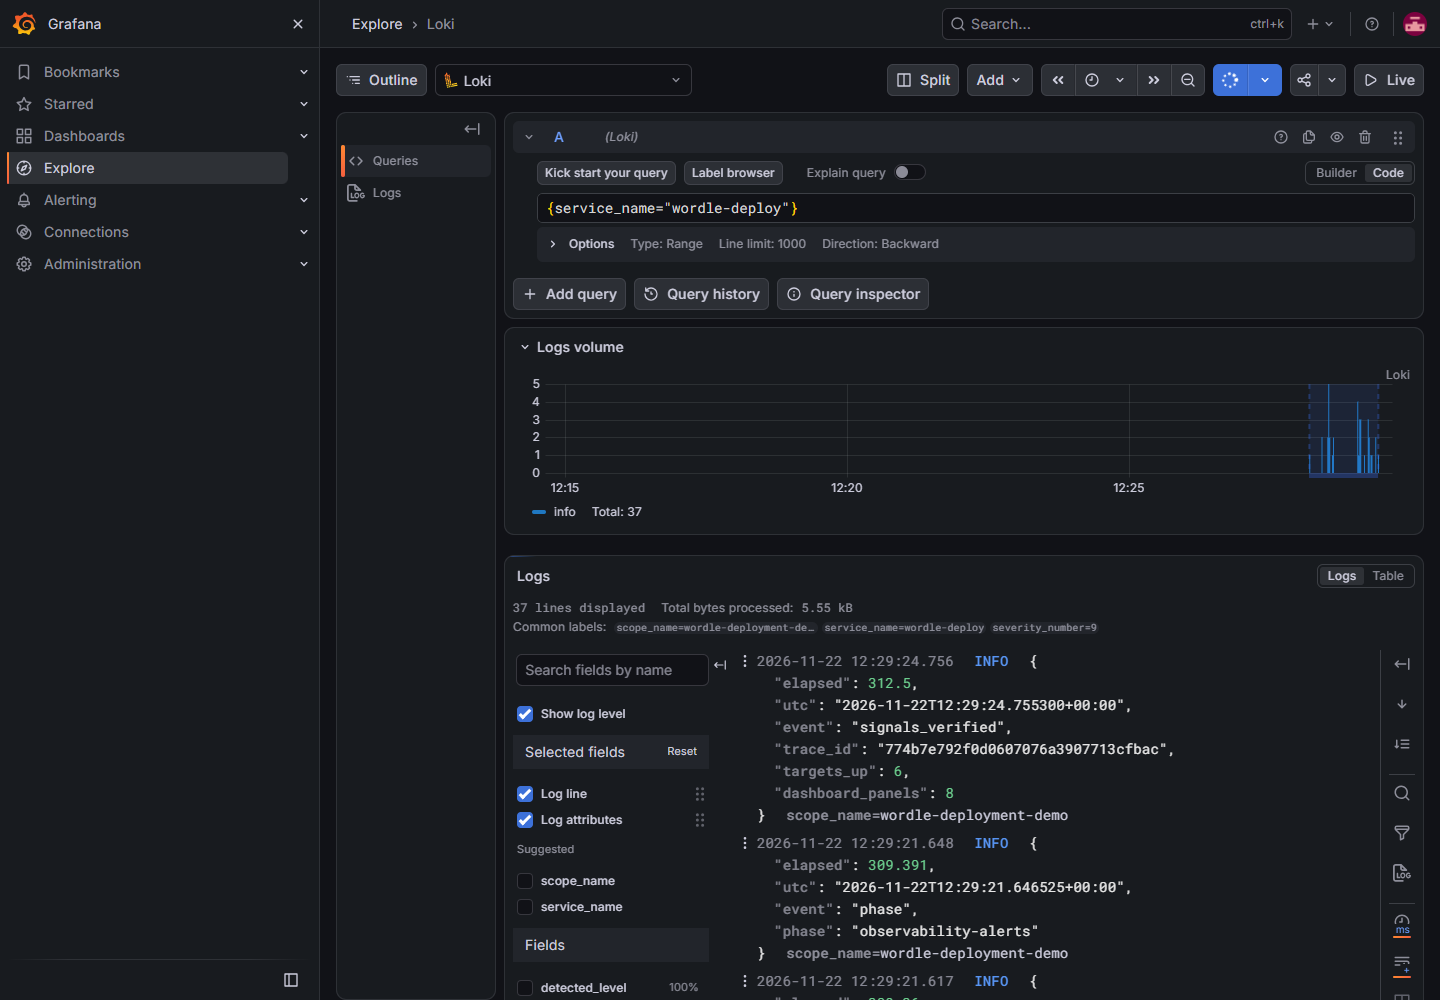 Grafana
Explore › Loki
Search...
ctrl+k
Bookmarks
Starred
Dashboards
Explore
Alerting
Connections
Administration
Outline
Loki
Split
Add
Live
Queries
Logs
A
(Loki)
Kick start your query
Label browser
Explain query
Builder
Code
{service_name="wordle-deploy"}
Options
Type: Range
Line limit: 1000
Direction: Backward
Add query
Query history
Query inspector
Logs volume
Loki
5
4
3
2
1
0
12:15
12:20
12:25
info
Total: 37
Logs
Logs
Table
37 lines displayed
Total bytes processed: 5.55 kB
Common labels:
scope_name=wordle-deployment-de…
service_name=wordle-deploy
severity_number=9
Search fields by name
Show log level
Selected fields
Reset
Log line
Log attributes
Suggested
scope_name
service_name
Fields
detected_level
100%
2026-11-22 12:29:24.756 INFO {
"elapsed": 312.5,
"utc": "2026-11-22T12:29:24.755300+00:00",
"event": "signals_verified",
"trace_id": "774b7e792f0d0607076a3907713cfbac",
"targets_up": 6,
"dashboard_panels": 8
} scope_name=wordle-deployment-demo
2026-11-22 12:29:21.648 INFO {
"elapsed": 309.391,
"utc": "2026-11-22T12:29:21.646525+00:00",
"event": "phase",
"phase": "observability-alerts"
} scope_name=wordle-deployment-demo
2026-11-22 12:29:21.617 INFO {
LOG
ms